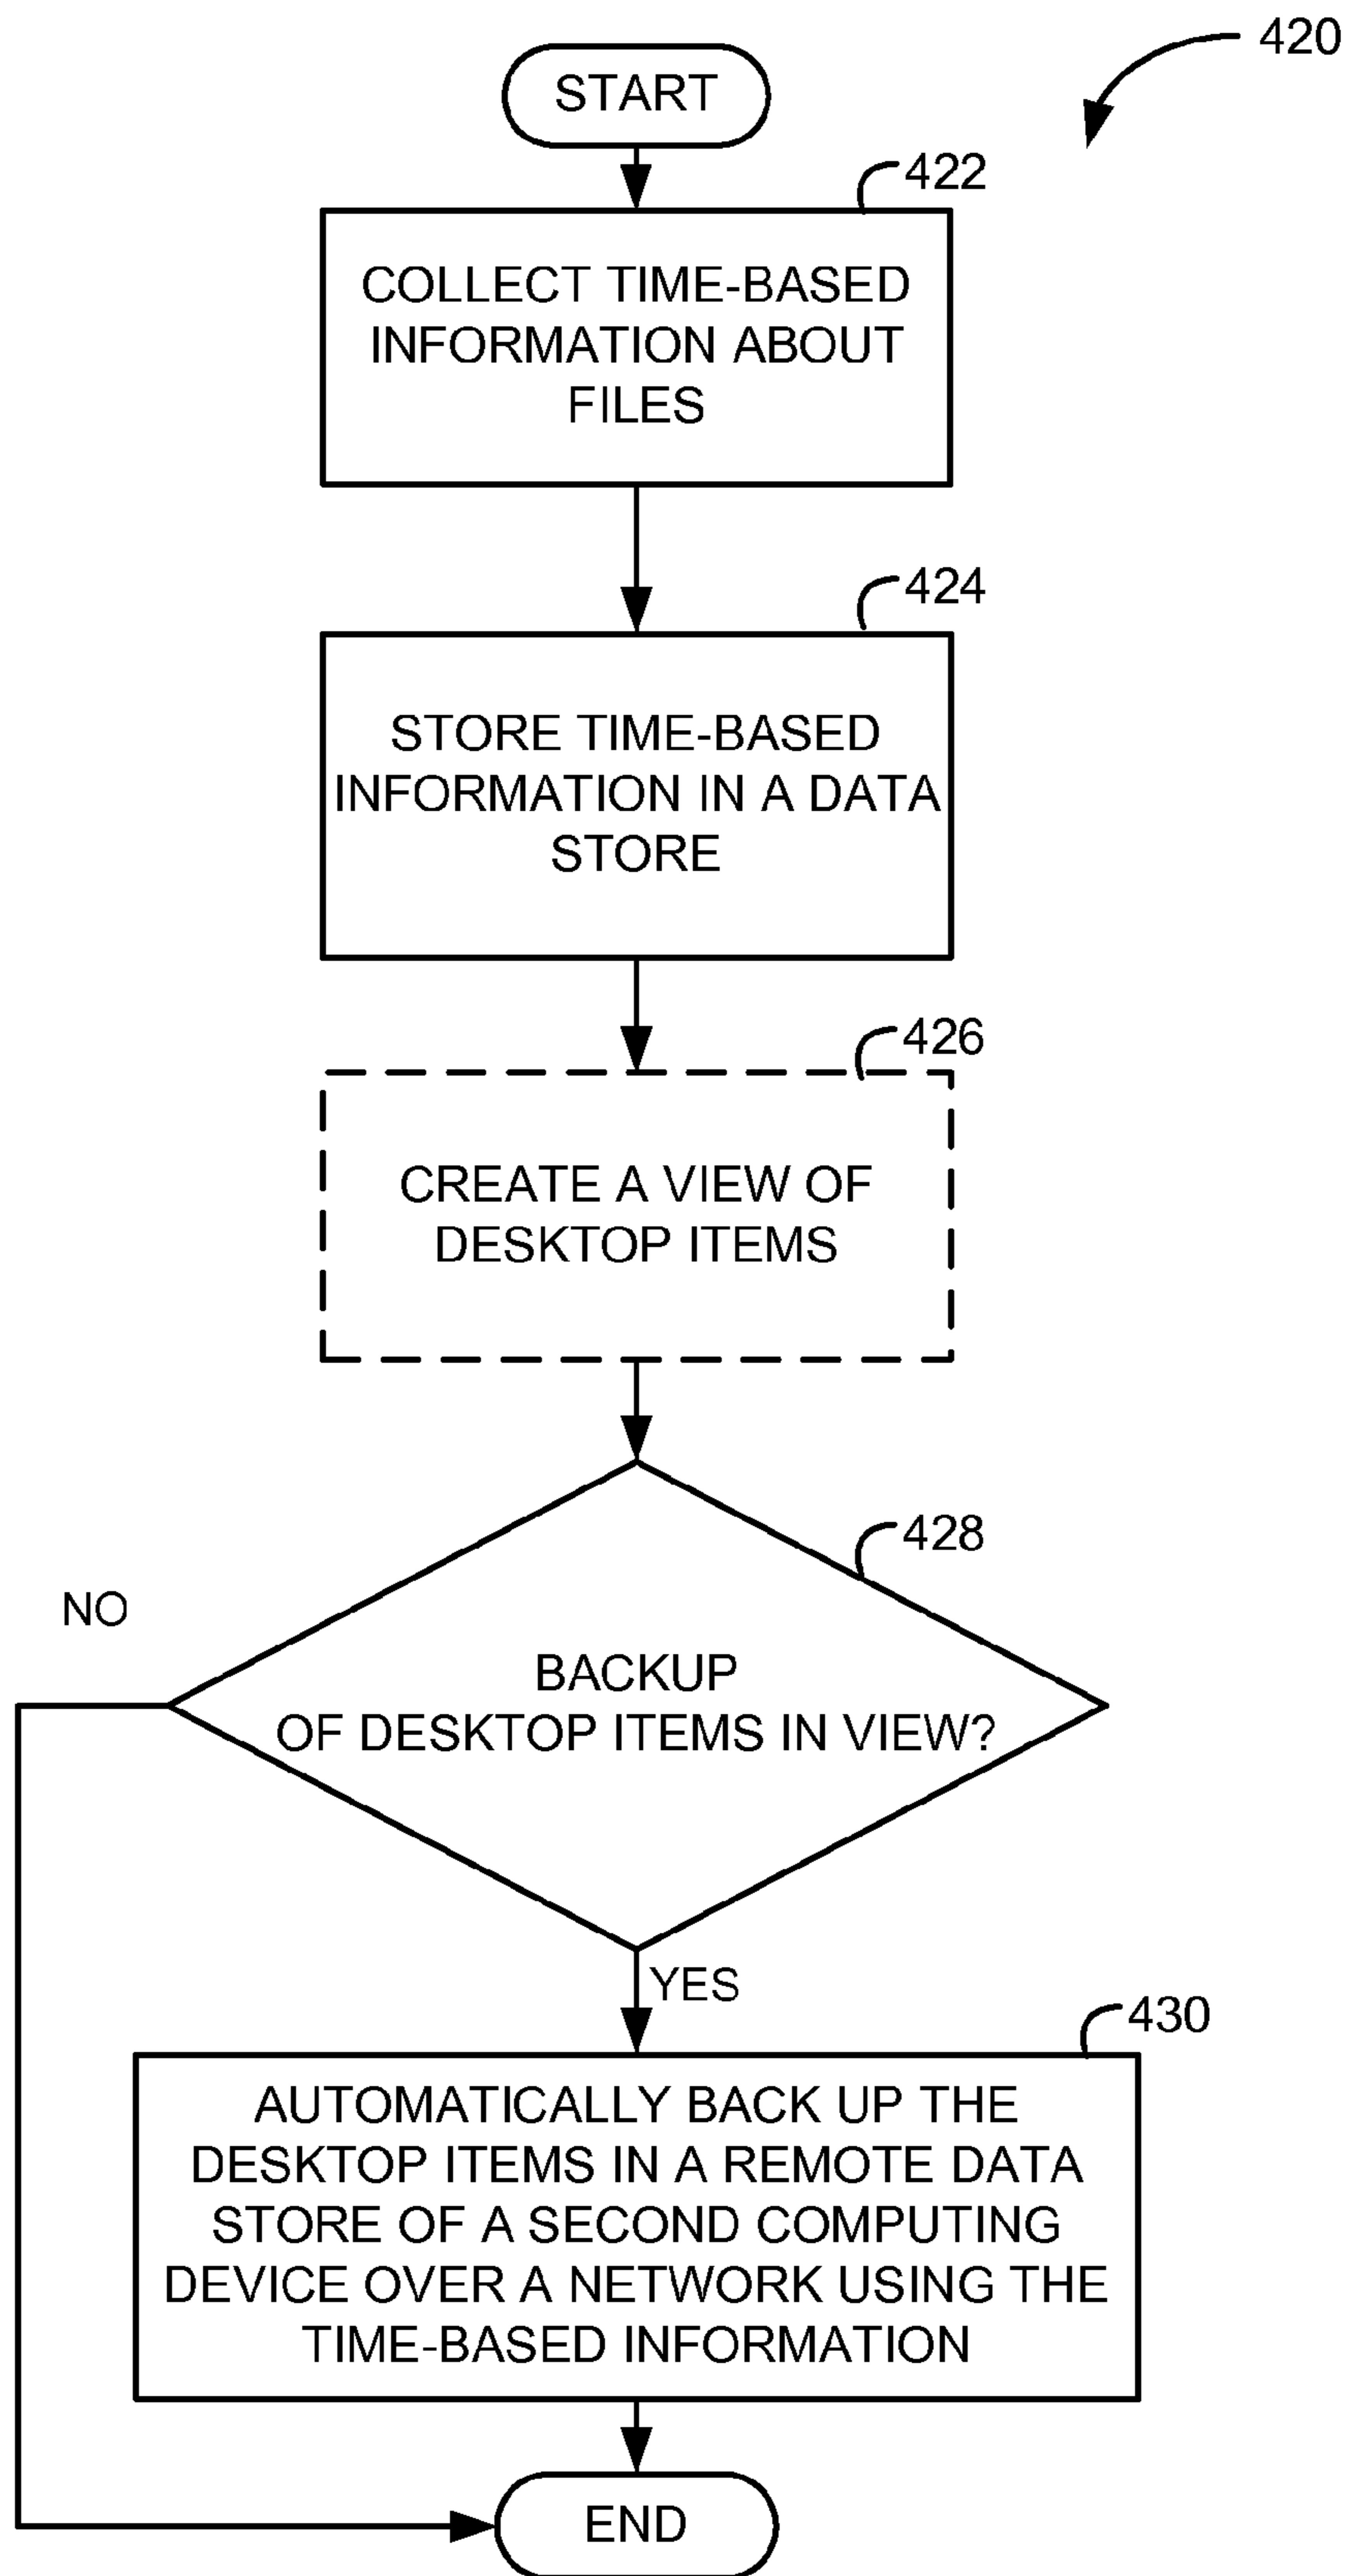 420
START
422
COLLECT TIME-BASED
INFORMATION ABOUT
FILES
424
STORE TIME-BASED
INFORMATION IN A DATA
STORE
426
CREATE A VIEW OF
DESKTOP ITEMS
428
NO
BACKUP
OF DESKTOP ITEMS IN VIEW?
YES
430
AUTOMATICALLY BACK UP THE
DESKTOP ITEMS IN A REMOTE DATA
STORE OF A SECOND COMPUTING
DEVICE OVER A NETWORK USING THE
TIME-BASED INFORMATION
END